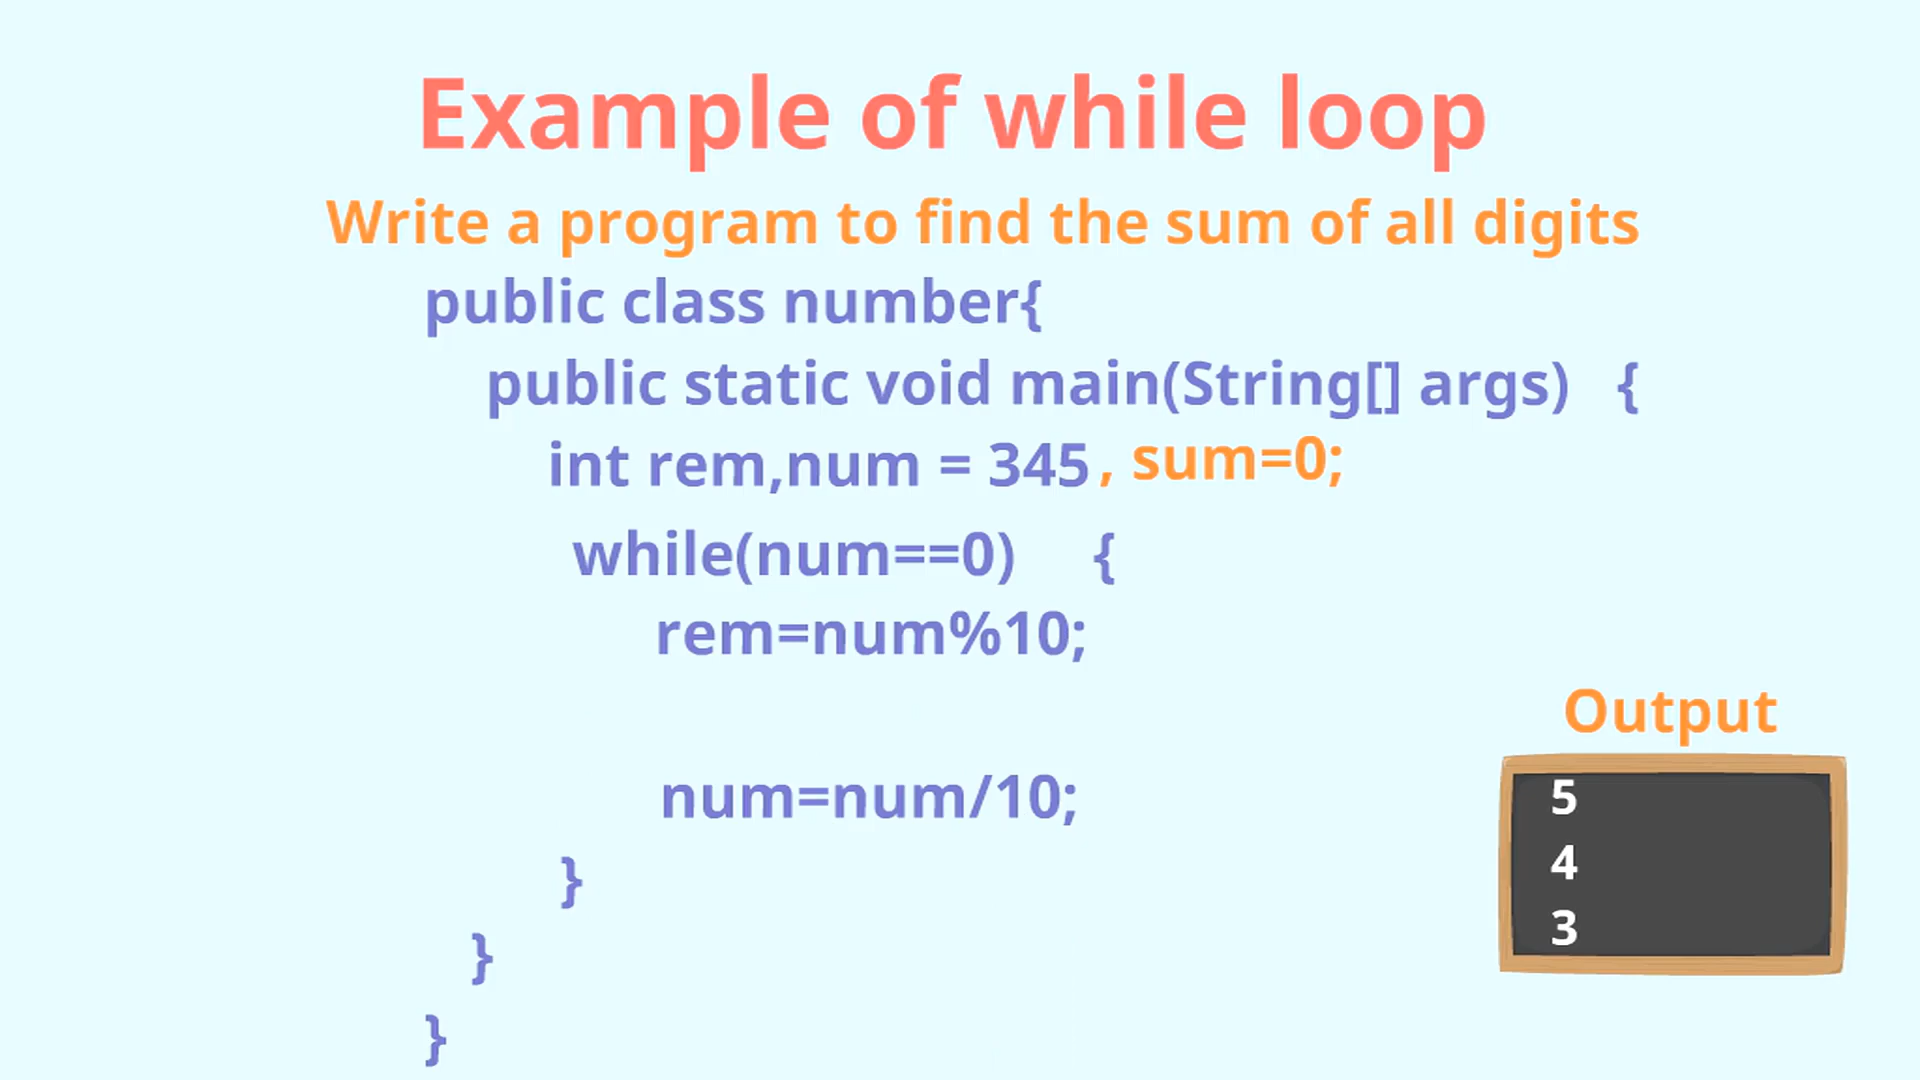 Example of while loop
Write a program to find the sum of all digits
public class number{
public static void main(String[] args) {
int rem,num = 345 , sum=0;
while(num==0) {
rem=num%10;
num=num/10;
}
}
}
Output
5
4
3